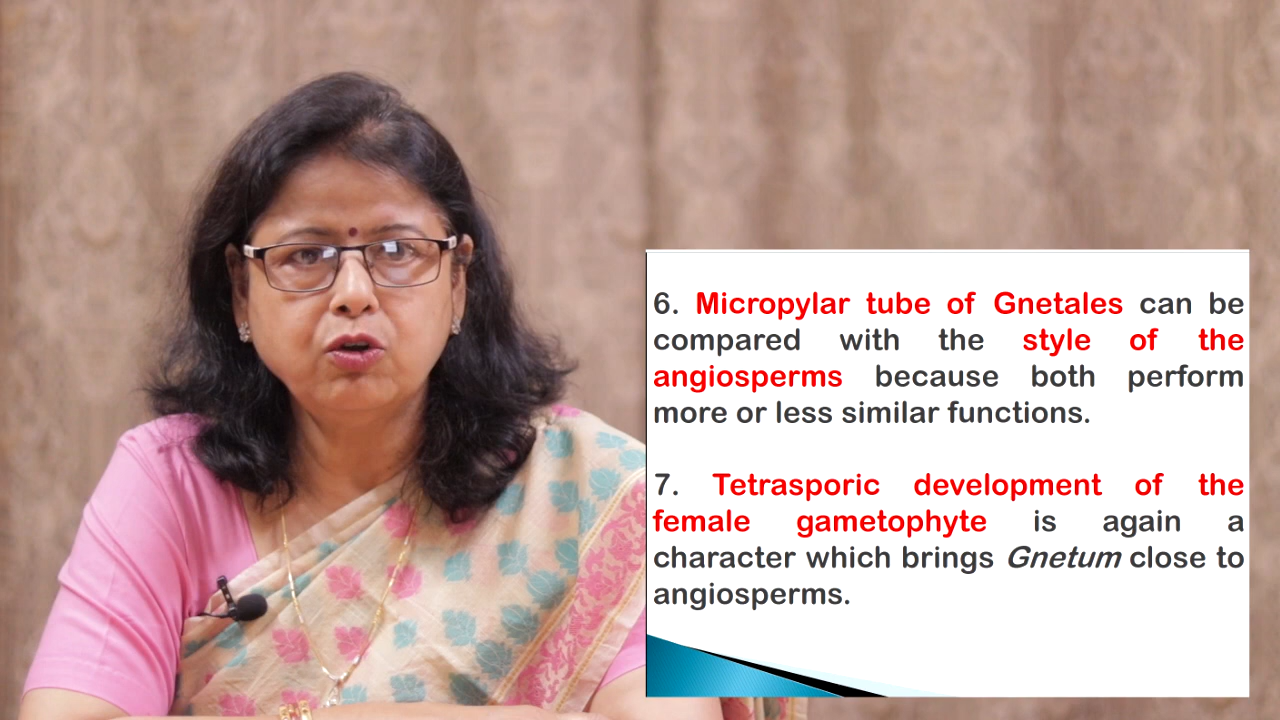 6. Micropylar tube of Gnetales can be
compared with the style of the
angiosperms because both perform
more or less similar functions.
7. Tetrasporic development of the
female gametophyte is again a
character which brings Gnetum close to
angiosperms.